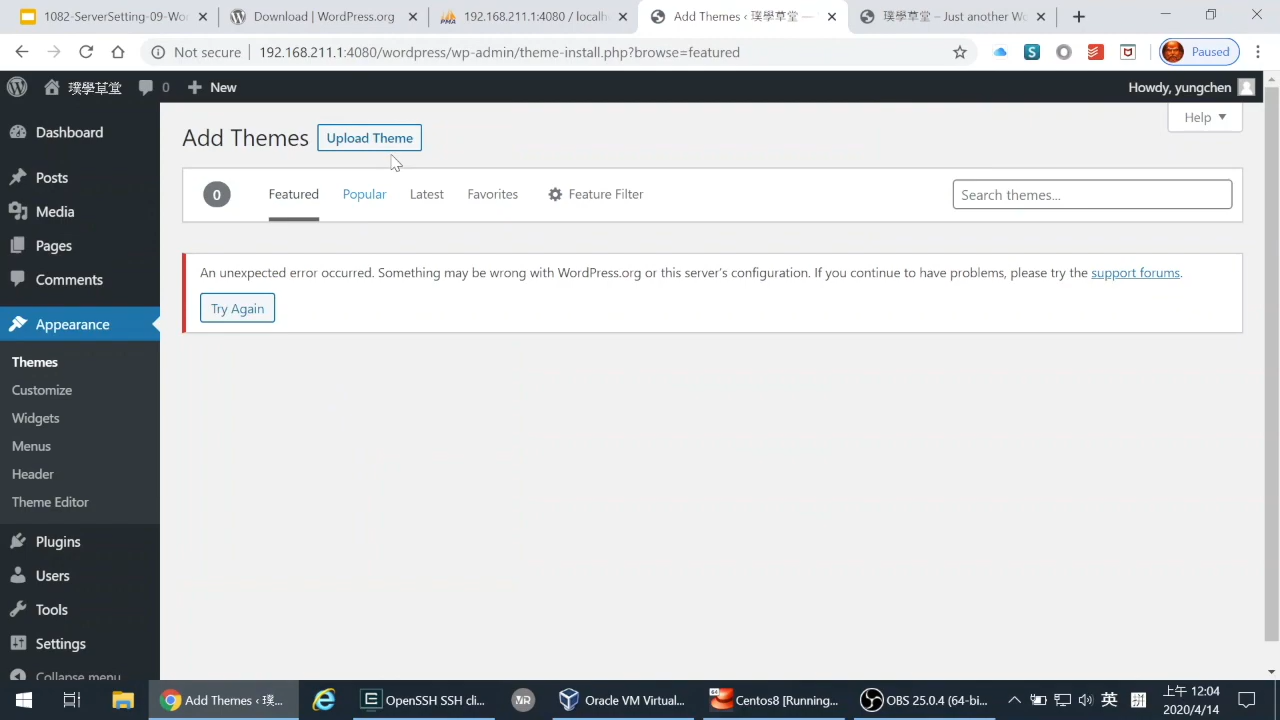 1082-ServerSetting-09-Wor
Download | WordPress.org
192.168.211.1:4080 / localh
Add Themes ‹ 璞學草堂 —
璞學草堂 – Just another Wo
Not secure
192.168.211.1:4080/wordpress/wp-admin/theme-install.php?browse=featured
Paused
璞學草堂
0
New
Howdy, yungchen
Help
Dashboard
Posts
Media
Pages
Comments
Appearance
Themes
Customize
Widgets
Menus
Header
Theme Editor
Plugins
Users
Tools
Settings
Collapse menu
Add Themes
Upload Theme
0
Featured
Popular
Latest
Favorites
Feature Filter
Search themes...
An unexpected error occurred. Something may be wrong with WordPress.org or this server's configuration. If you continue to have problems, please try the support forums.
Try Again
Add Themes ‹ 璞...
OpenSSH SSH cli...
Oracle VM Virtual...
Centos8 [Running...
OBS 25.0.4 (64-bi...
英
上午 12:04
2020/4/14